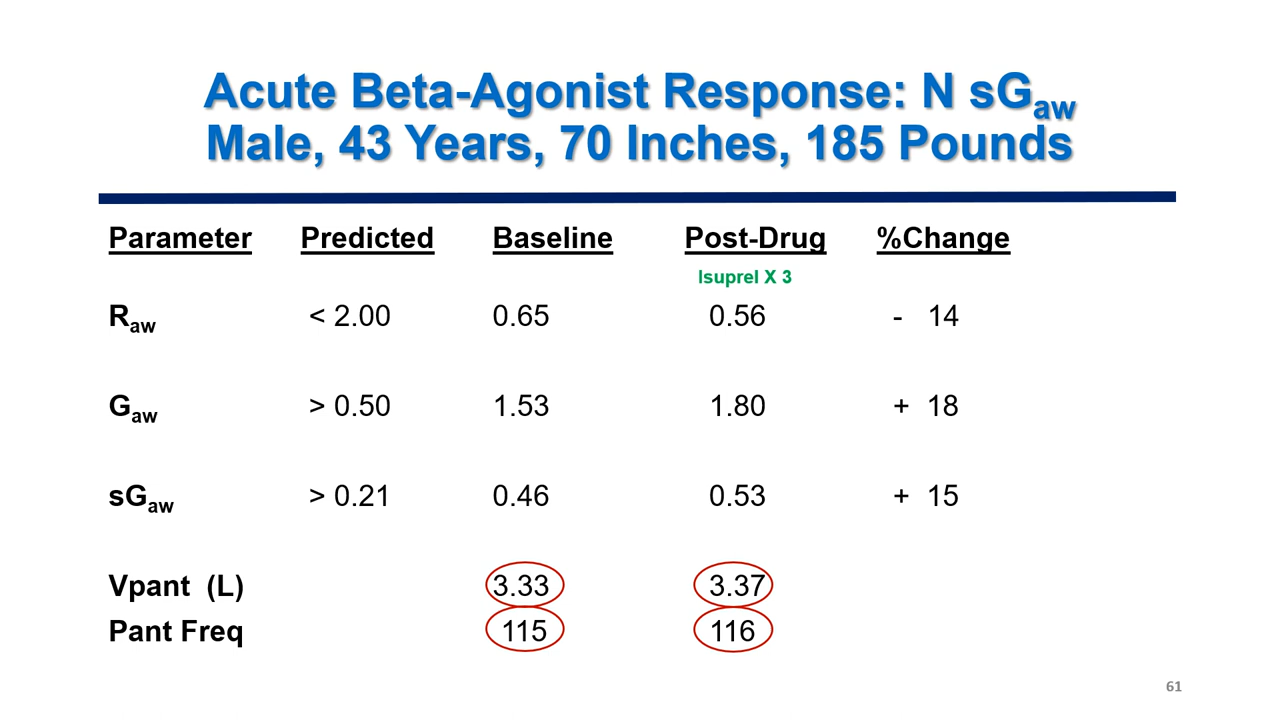 Acute Beta-Agonist Response: N sGaw
Male, 43 Years, 70 Inches, 185 Pounds
Parameter Predicted Baseline Post-Drug %Change
Isuprel X 3
Raw < 2.00 0.65 0.56 - 14
Gaw > 0.50 1.53 1.80 + 18
sGaw > 0.21 0.46 0.53 + 15
Vpant (L) 3.33 3.37
Pant Freq 115 116
61